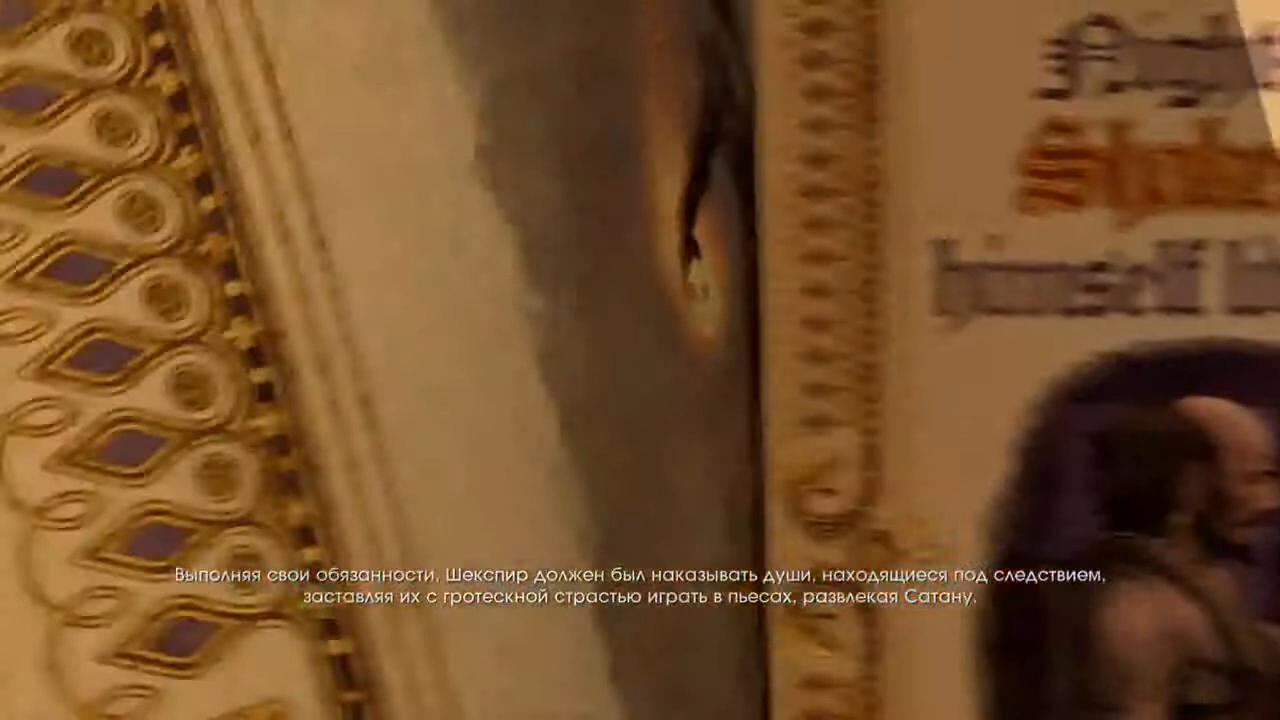 himself
Выполняя свои обязанности, Шекспир должен был наказывать души, находящиеся под следствием,
заставляя их с гротескной страстью играть в пьесах, развлекая Сатану.